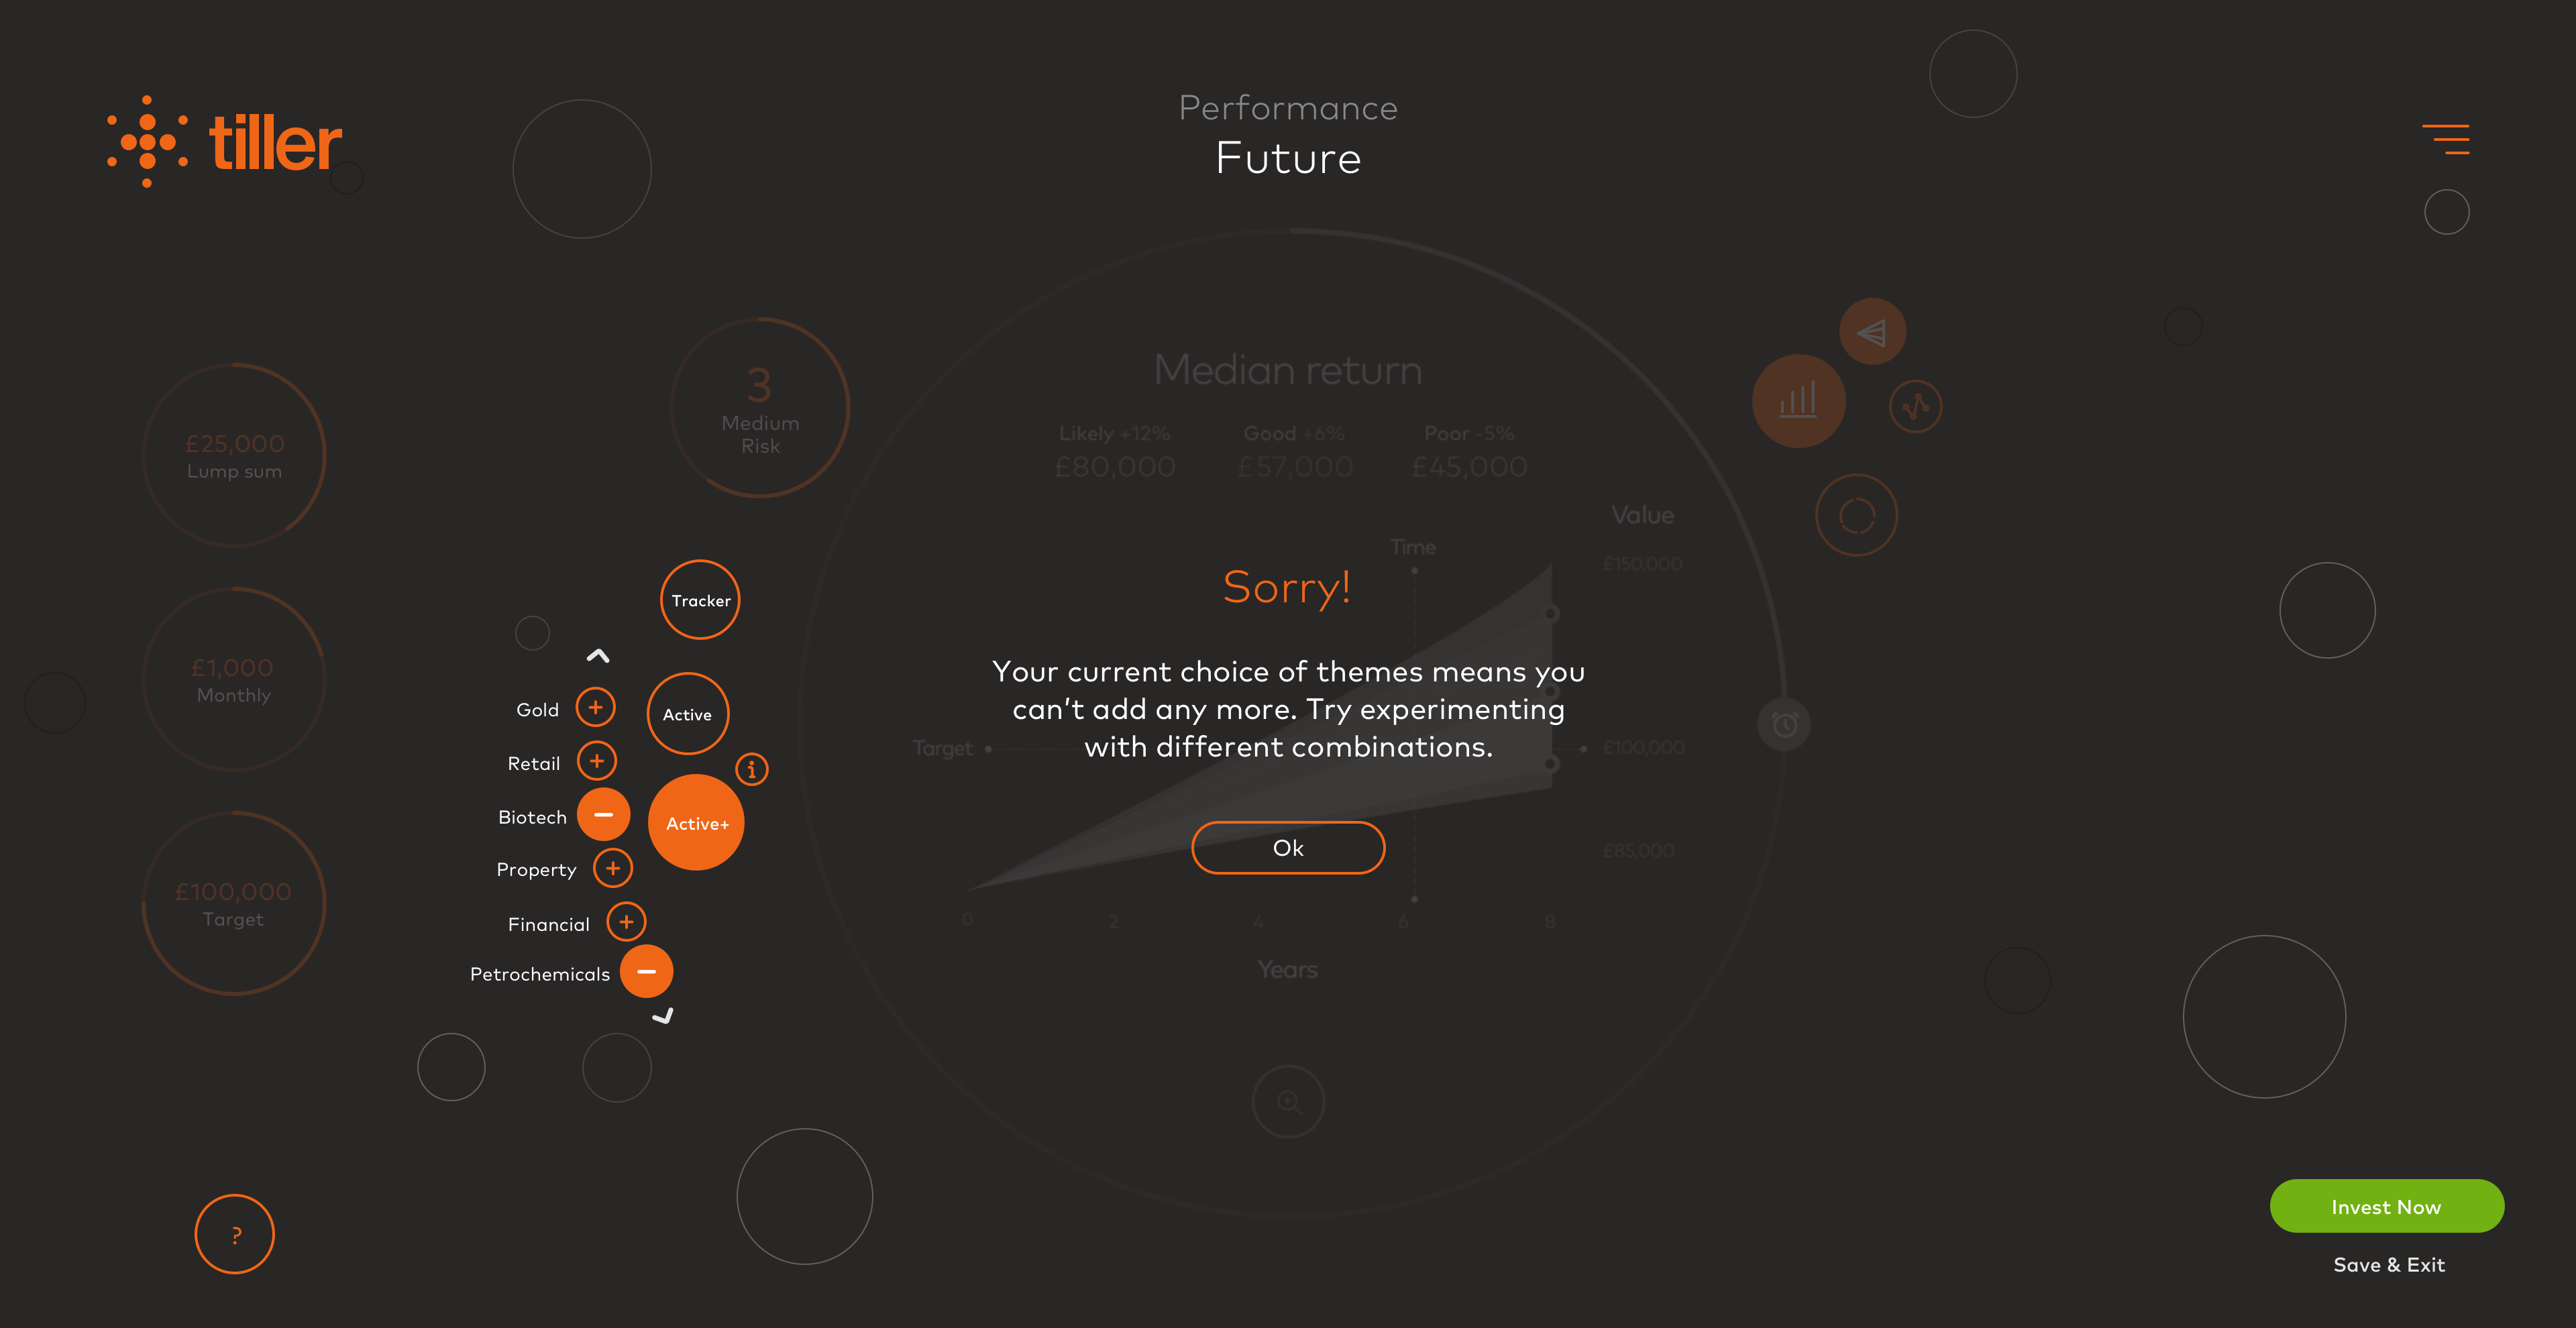 tiller
Performance
Future
£25,000
Lump sum
£1,000
Monthly
£100,000
Target
3
Medium
Risk
Tracker
Active
Active+
i
Gold
Retail
Biotech
Property
Financial
Petrochemicals
Median return
Likely +12%
£80,000
Good +6%
£57,000
Poor -5%
£45,000
Value
Time
£150,000
£100,000
£85,000
Target
Sorry!
Your current choice of themes means you
can't add any more. Try experimenting
with different combinations.
Ok
0 2 4 6 8
Years
?
Invest Now
Save & Exit